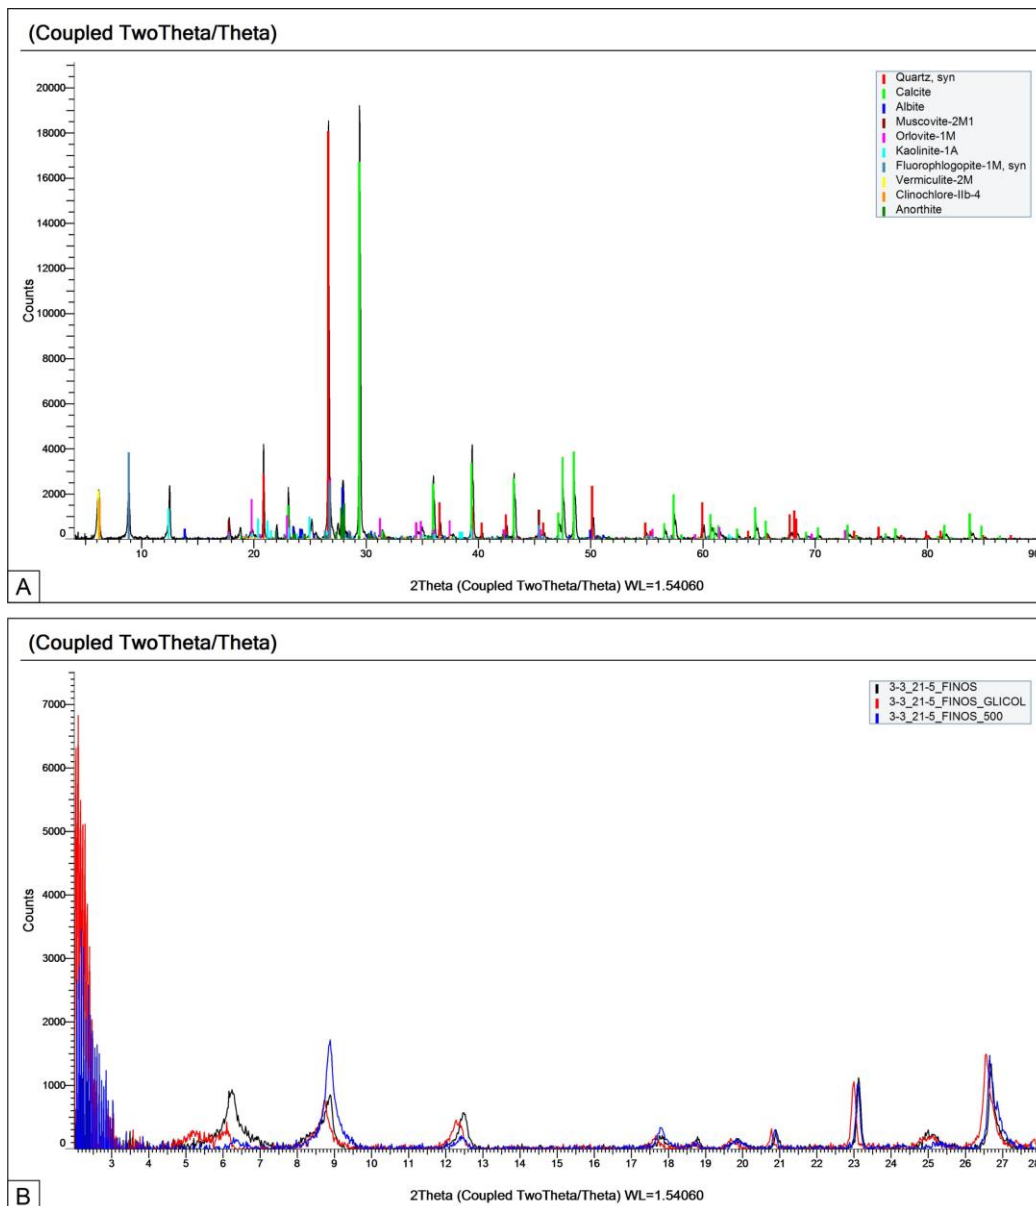 (Coupled TwoTheta/Theta)
Counts
20000
18000
16000
14000
12000
10000
8000
6000
4000
2000
0
10 20 30 40 50 60 70 80 90
2Theta (Coupled TwoTheta/Theta) WL=1.54060
Quartz, syn
Calcite
Albite
Muscovite-2M1
Orlovite-1M
Kaolinite-1A
Fluorophlogopite-1M, syn
Vermiculite-2M
Clinochlore-IIb-4
Anorthite
A
(Coupled TwoTheta/Theta)
Counts
7000
6000
5000
4000
3000
2000
1000
0
3 4 5 6 7 8 9 10 11 12 13 14 15 16 17 18 19 20 21 22 23 24 25 26 27 28
2Theta (Coupled TwoTheta/Theta) WL=1.54060
3-3_21-5_FINOS
3-3_21-5_FINOS_GLICOL
3-3_21-5_FINOS_500
B